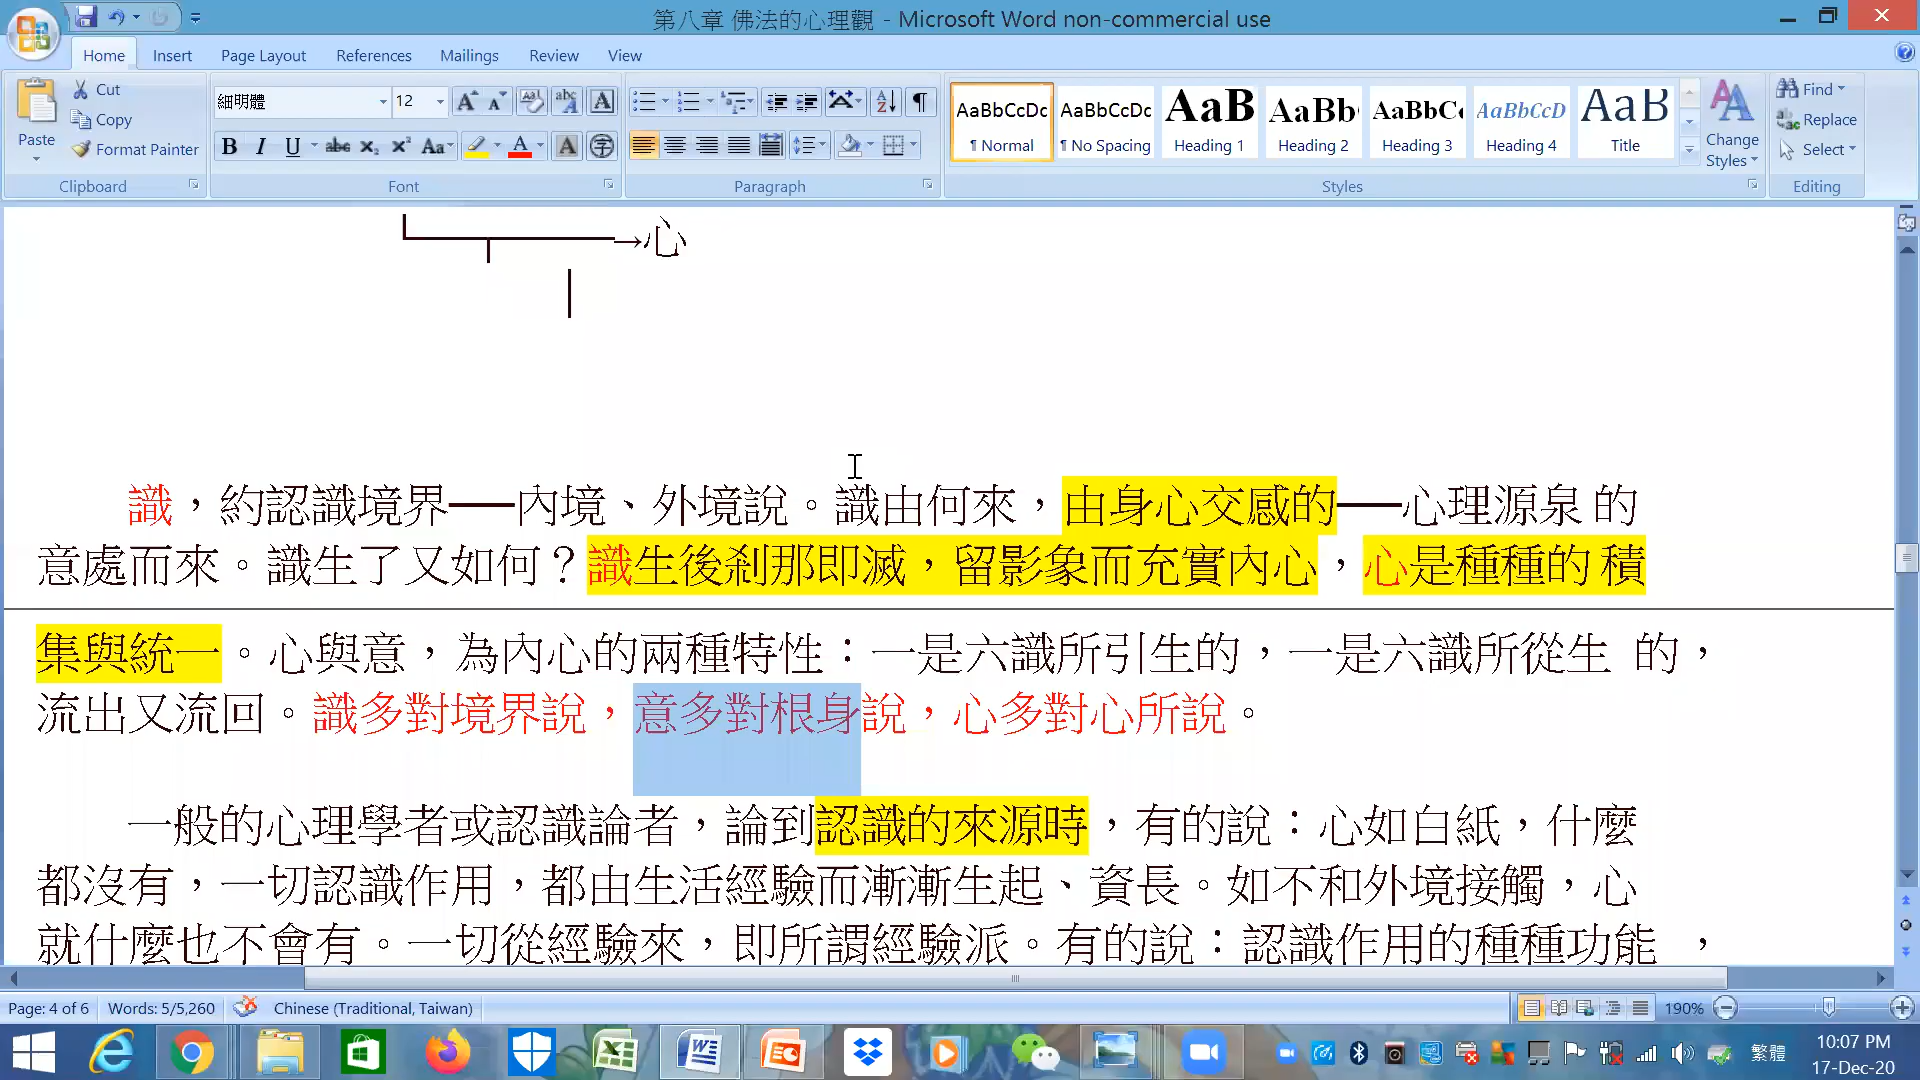 第八章 佛法的心理觀 - Microsoft Word non-commercial use
Home Insert Page Layout References Mailings Review View
Paste
Cut
Copy
Format Painter
Clipboard
細明體 12
Font
Paragraph
AaBbCcDc AaBbCcDc AaB AaBb AaBbCc AaBbCcD AaB
¶ Normal ¶ No Spacing Heading 1 Heading 2 Heading 3 Heading 4 Title
Change Styles
Styles
Find
Replace
Select
Editing
→心
識，約認識境界──內境、外境說。識由何來，由身心交感的──心理源泉的
意處而來。識生了又如何？識生後剎那即滅，留影象而充實內心，心是種種的積
集與統一。心與意，為內心的兩種特性：一是六識所引生的，一是六識所從生的，
流出又流回。識多對境界說，意多對根身說，心多對心所說。
一般的心理學者或認識論者，論到認識的來源時，有的說：心如白紙，什麼
都沒有，一切認識作用，都由生活經驗而漸漸生起、資長。如不和外境接觸，心
就什麼也不會有。一切從經驗來，即所謂經驗派。有的說：認識作用的種種功能，
Page: 4 of 6 Words: 5/5,260 Chinese (Traditional, Taiwan) 190%
繁體
10:07 PM
17-Dec-20